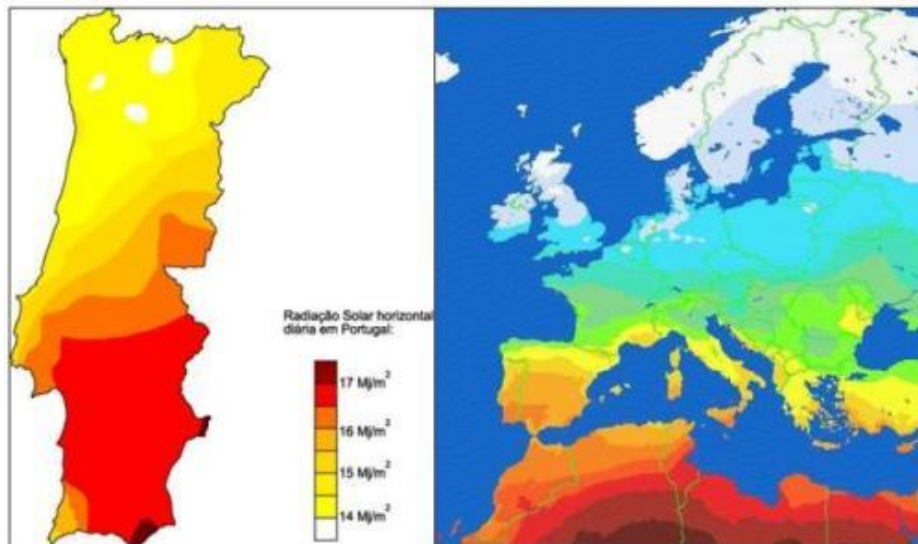 Radiação Solar horizontal
diária em Portugal:
17 Mj/m²
16 Mj/m²
15 Mj/m²
14 Mj/m²